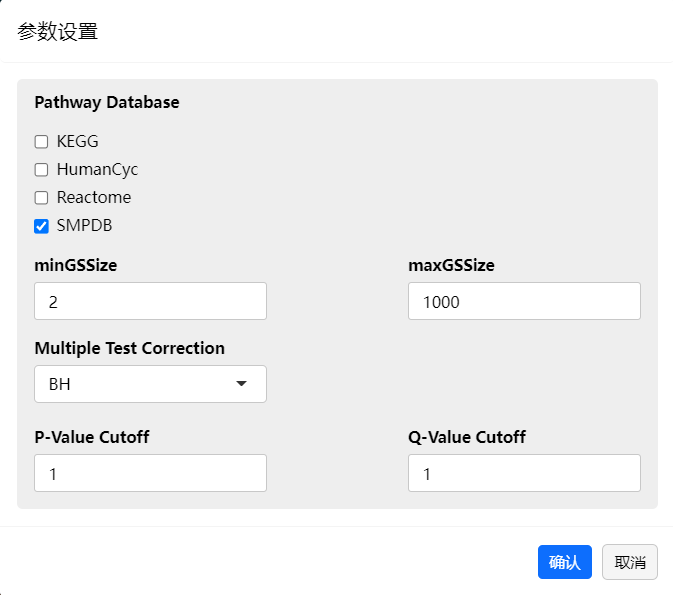 参数设置
Pathway Database
KEGG
HumanCyc
Reactome
SMPDB
minGSSize
maxGSSize
2
1000
Multiple Test Correction
BH
P-Value Cutoff
Q-Value Cutoff
1
1
确认
取消